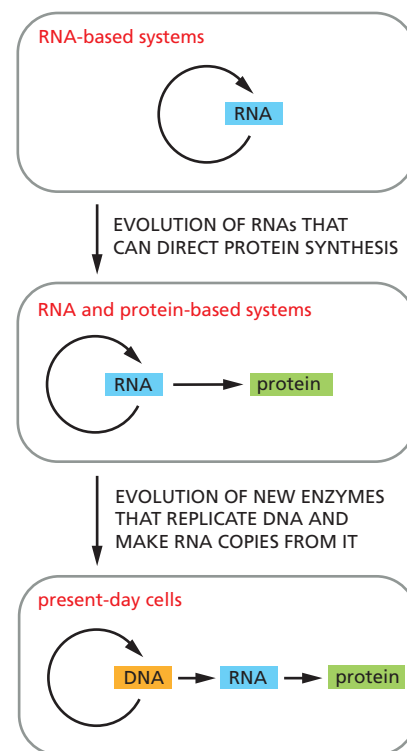 RNA-based systems
RNA
EVOLUTION OF RNAs THAT
CAN DIRECT PROTEIN SYNTHESIS
RNA and protein-based systems
RNA protein
EVOLUTION OF NEW ENZYMES
THAT REPLICATE DNA AND
MAKE RNA COPIES FROM IT
present-day cells
DNA RNA protein